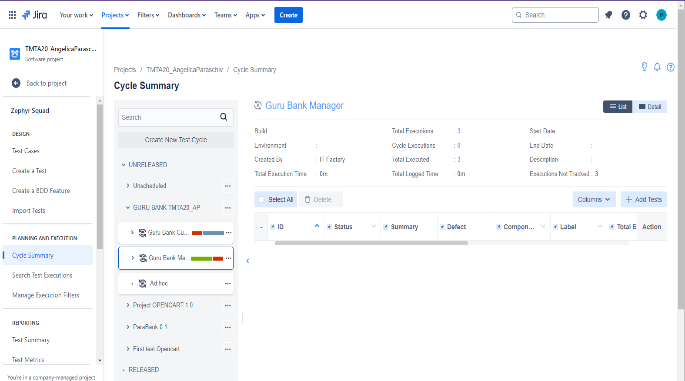 Jira
Your work
Projects
Filters
Dashboards
Teams
Apps
Create
Search
TMTA20_AngelicaParasc...
Software project
Back to project
Zephyr Squad
DESIGN
Test Cases
Create a Test
Create a BDD Feature
Import Tests
PLANNING AND EXECUTION
Cycle Summary
Search Test Executions
Manage Execution Filters
REPORTING
Test Summary
Test Metrics
You're in a company-managed project
Projects / TMTA20_AngelicaParaschiv / Cycle Summary
Cycle Summary
Search
Create New Test Cycle
UNRELEASED
Unscheduled
GURU BANK TMTA20_AP
Guru Bank Ca...
Guru Bank Ma...
Ad hoc
Project OPENCART 1.0
ParaBank 0.1
First test Opencart
RELEASED
Guru Bank Manager
List
Detail
Build Total Executions : 3 Start Date
Environment : Cycle Executions : 0 End Date :
Created By : IT Factory Total Executed : 3 Description :
Total Execution Time : 0m Total Logged Time : 0m Executions Not Tracked : 3
Select All
Delete
Columns
+ Add Tests
ID Status Summary Defect Compon... Label Total E Action